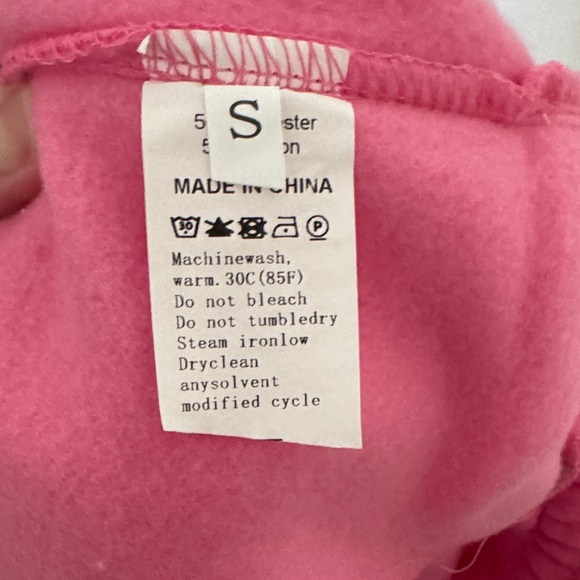 S
MADE IN CHINA
30 P
Machinewash,
warm.30C(85F)
Do not bleach
Do not tumbledry
Steam ironlow
Dryclean
anysolvent
modified cycle